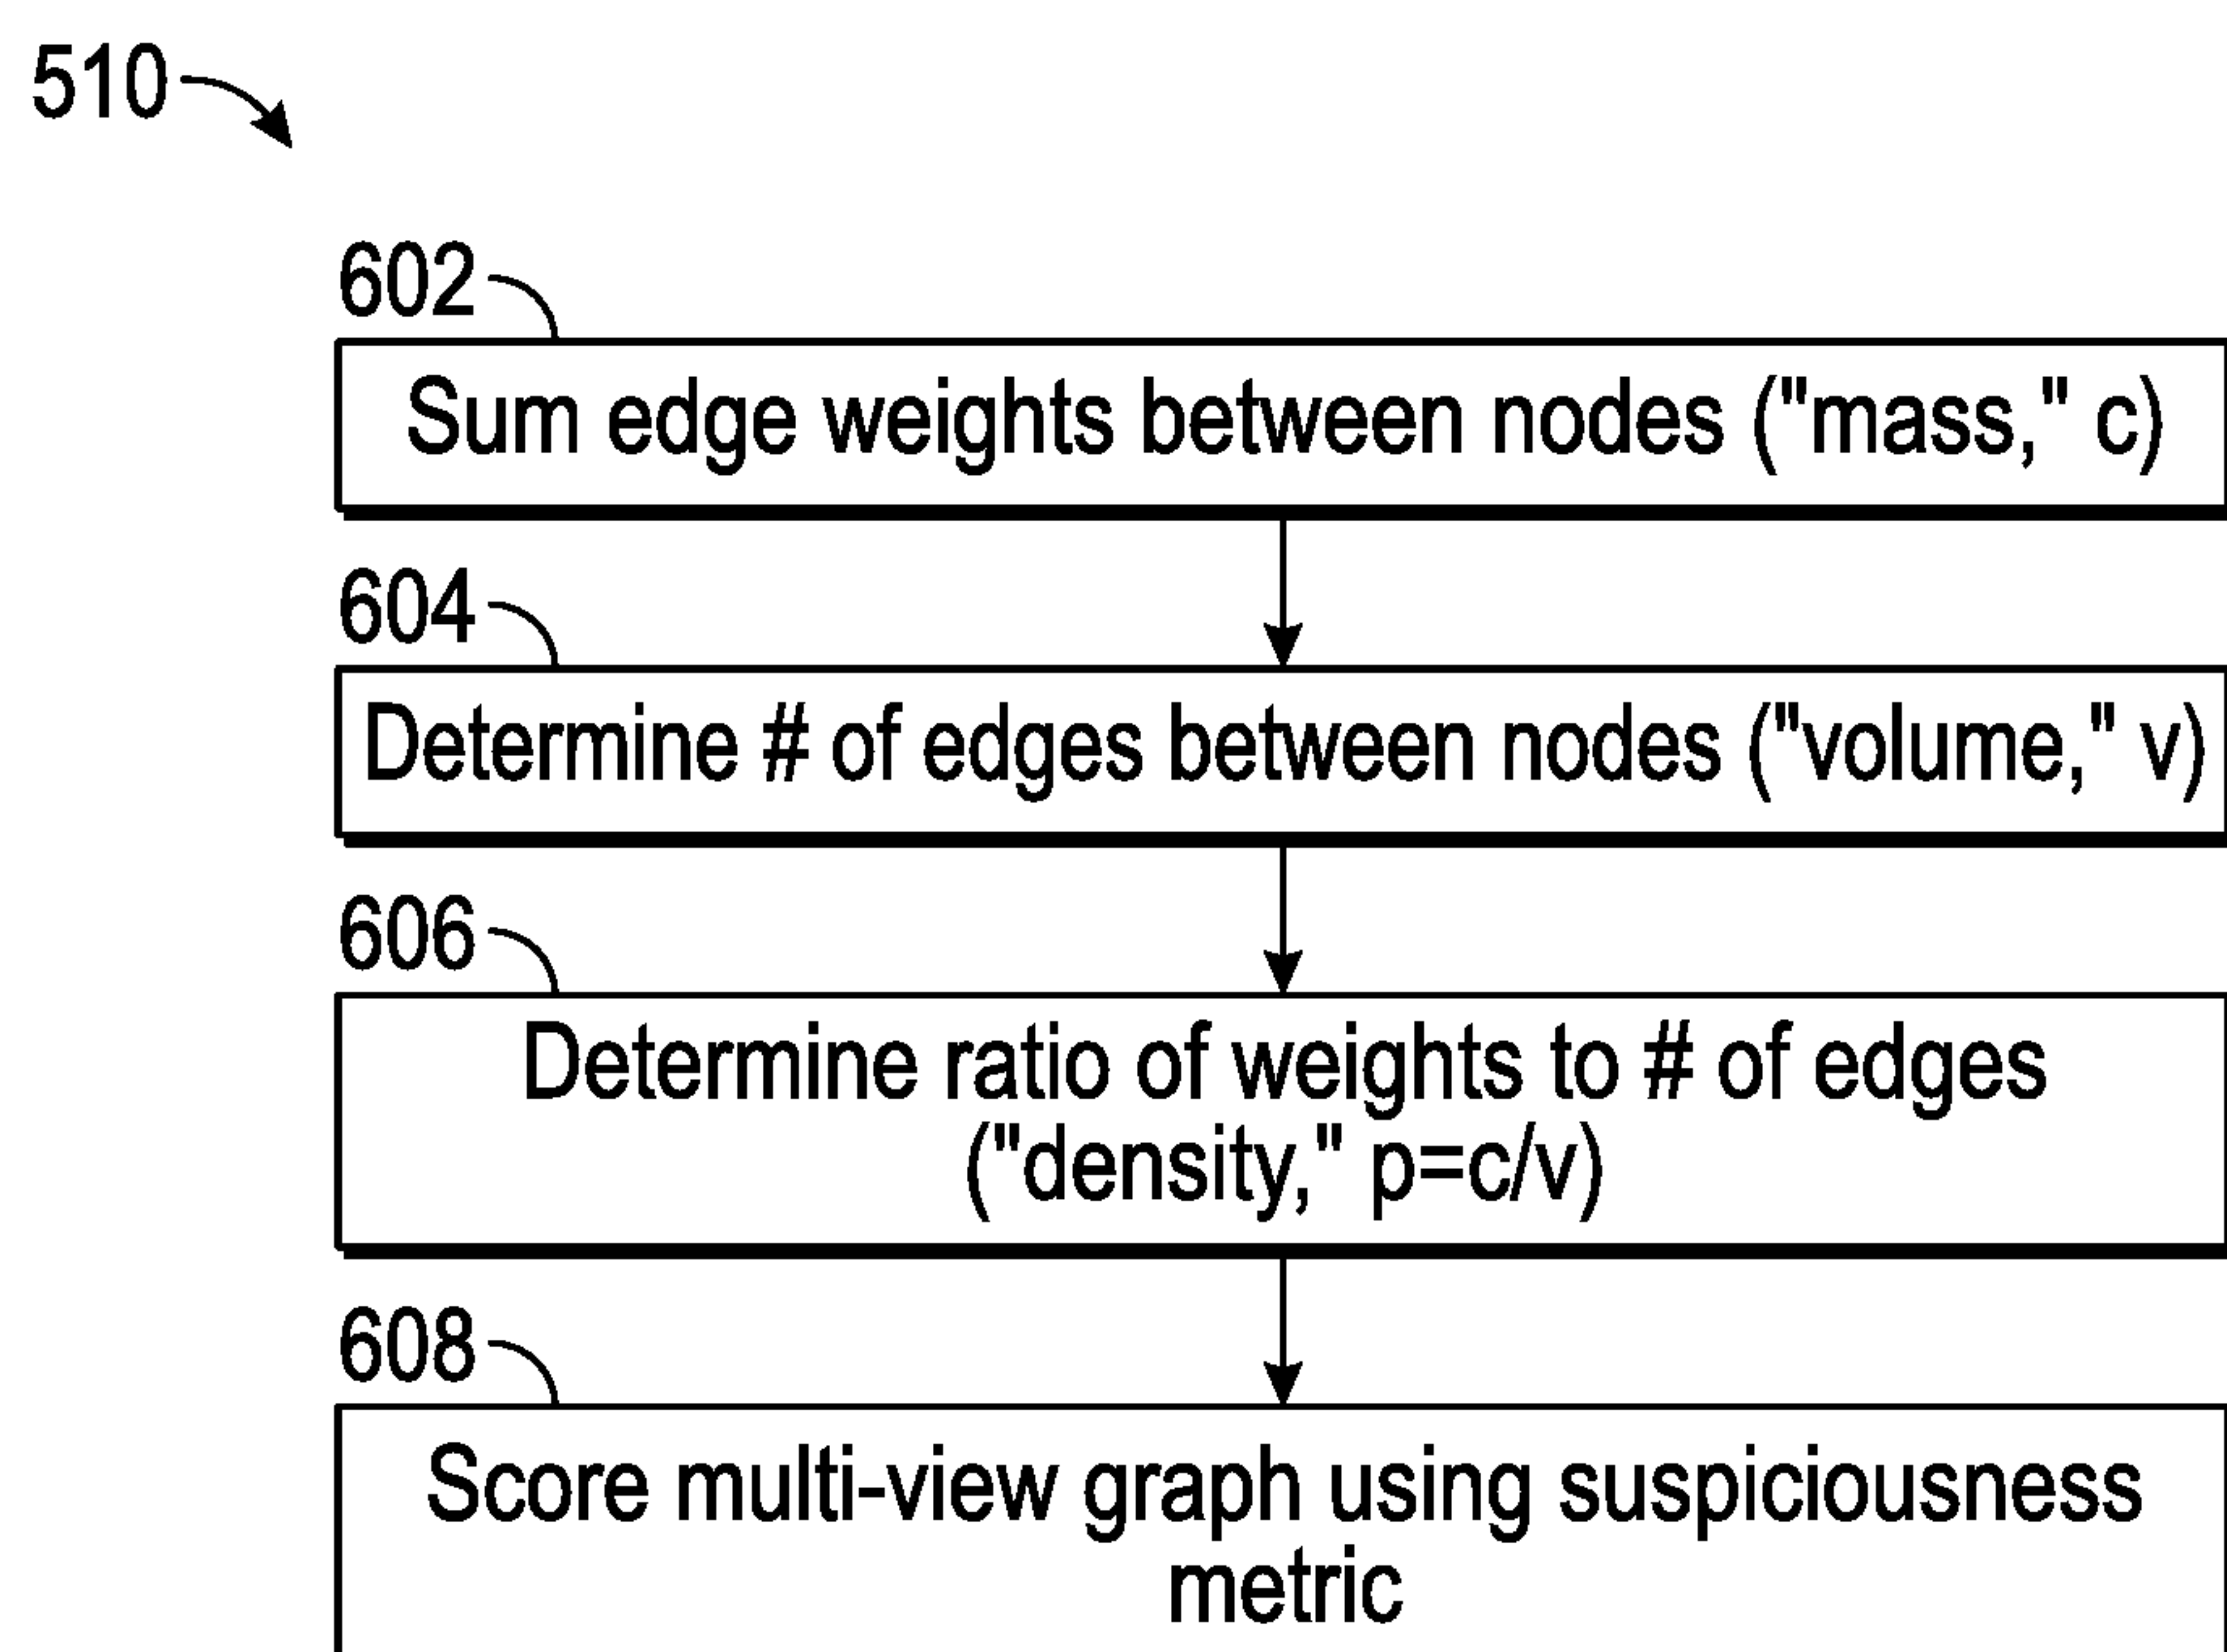 510
602
Sum edge weights between nodes ("mass," c)
604
Determine # of edges between nodes ("volume," v)
606
Determine ratio of weights to # of edges
("density," p=c/v)
608
Score multi-view graph using suspiciousness
metric